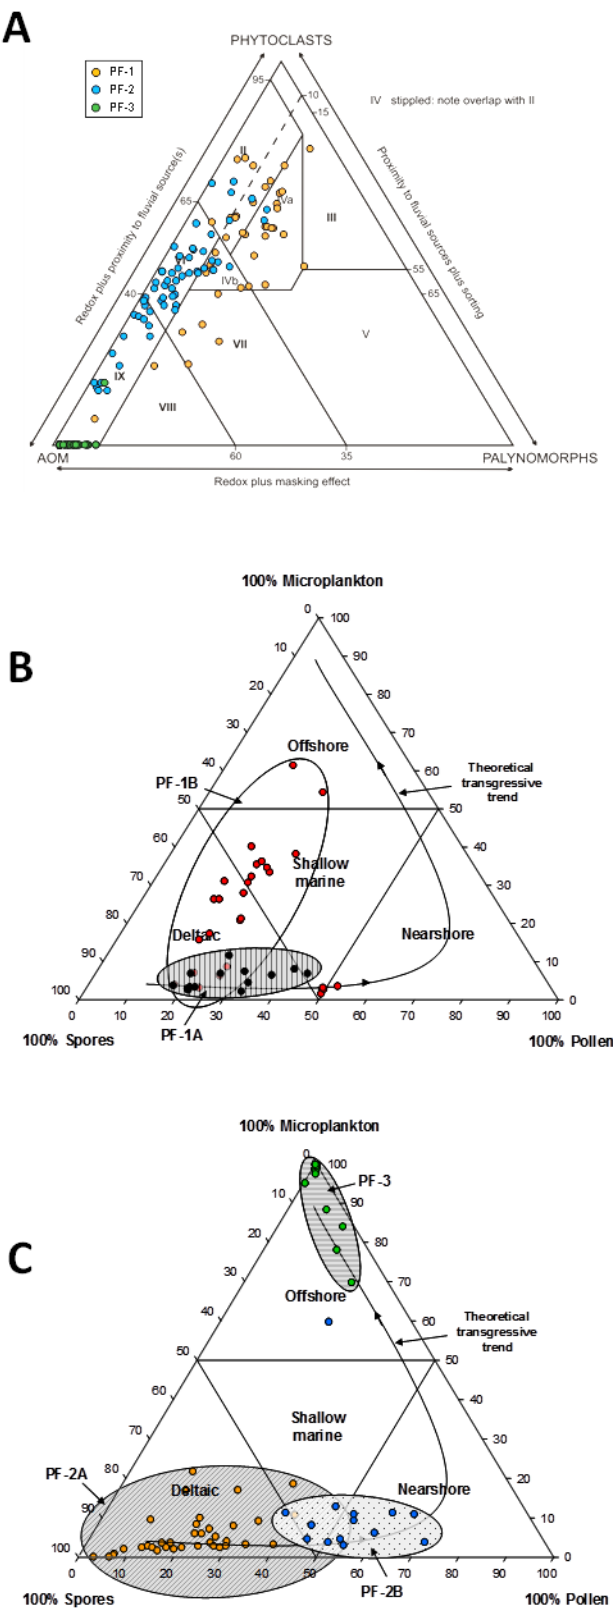 A
PHYTOCLASTS
PF-1
PF-2
PF-3
95
10
15
IV stippled: note overlap with II
Redox plus proximity to fluvial source(s)
Proximity to fluvial sources plus sorting
II
65
Va
III
VI
IVb
55
65
40
VII
V
IX
VIII
AOM
60
35
PALYNOMORPHS
Redox plus masking effect
B
100% Microplankton
0
100
10
90
20
80
30
70
Offshore
40
60
Theoretical
transgressive
trend
PF-1B
50
50
60
40
Shallow
marine
70
30
80
20
Deltaic
Nearshore
90
10
100
0
0
10
20
30
40
50
60
70
80
90
100
PF-1A
100% Spores
100% Pollen
C
100% Microplankton
0
100
PF-3
10
90
20
80
30
70
Offshore
40
60
Theoretical
transgressive
trend
50
50
60
40
Shallow
marine
70
30
PF-2A
80
20
Deltaic
Nearshore
90
10
100
0
0
10
20
30
40
50
60
70
80
90
100
PF-2B
100% Spores
100% Pollen